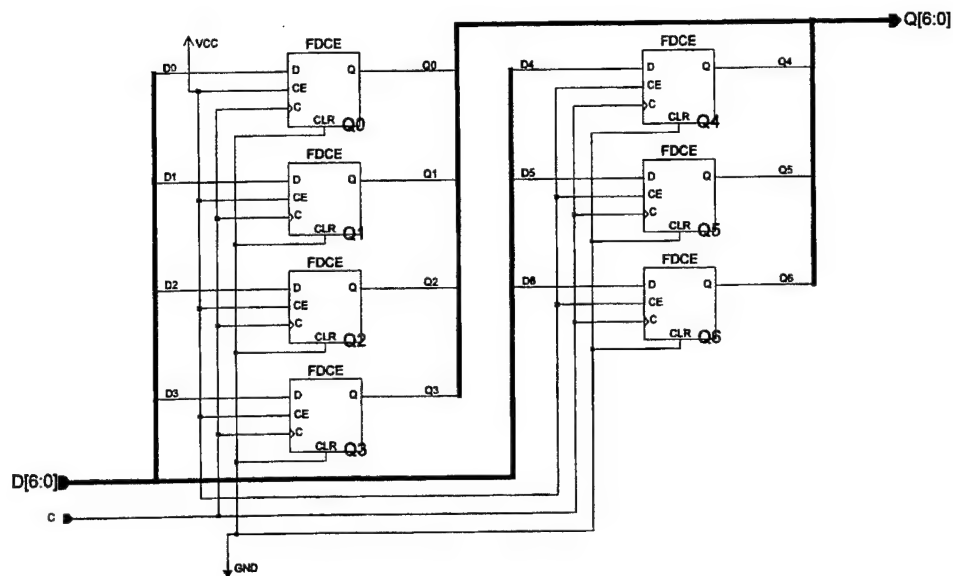 Q[6:0]
VCC
FDCE
D0
D
Q
Q0
CE
C
CLR
Q0
FDCE
D1
D
Q
Q1
CE
C
CLR
Q1
FDCE
D2
D
Q
Q2
CE
C
CLR
Q2
FDCE
D3
D
Q
Q3
CE
C
CLR
Q3
FDCE
D4
D
Q
Q4
CE
C
CLR
Q4
FDCE
D5
D
Q
Q5
CE
C
CLR
Q5
FDCE
D6
D
Q
Q6
CE
C
CLR
Q6
D[6:0]
C
GND